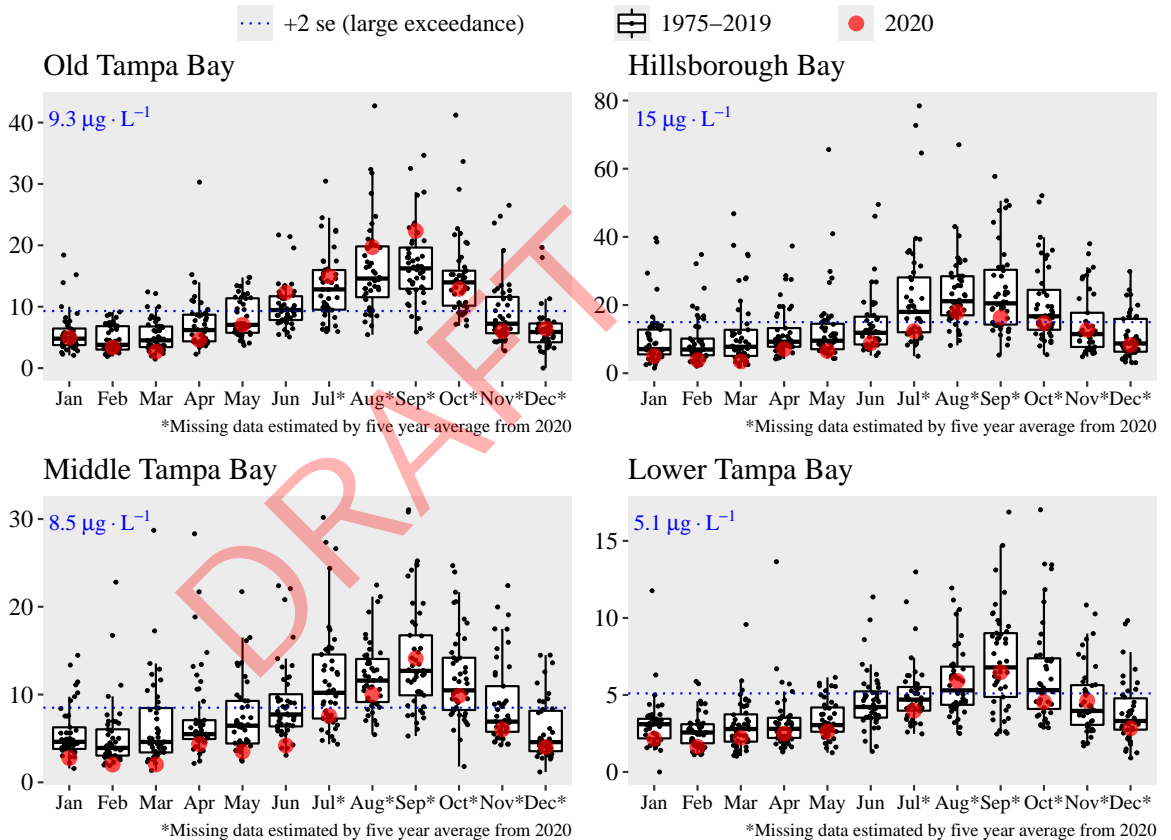 +2 se (large exceedance) 1975–2019 2020
Old Tampa Bay
9.3 μg · L⁻¹
40
30
20
10
0
Jan Feb Mar Apr May Jun Jul* Aug* Sep* Oct* Nov* Dec*
*Missing data estimated by five year average from 2020
Hillsborough Bay
15 μg · L⁻¹
80
60
40
20
0
Jan Feb Mar Apr May Jun Jul* Aug* Sep* Oct* Nov* Dec*
*Missing data estimated by five year average from 2020
Middle Tampa Bay
8.5 μg · L⁻¹
30
20
10
0
Jan Feb Mar Apr May Jun Jul* Aug* Sep* Oct* Nov* Dec*
*Missing data estimated by five year average from 2020
Lower Tampa Bay
5.1 μg · L⁻¹
15
10
5
0
Jan Feb Mar Apr May Jun Jul* Aug* Sep* Oct* Nov* Dec*
*Missing data estimated by five year average from 2020
DRAFT